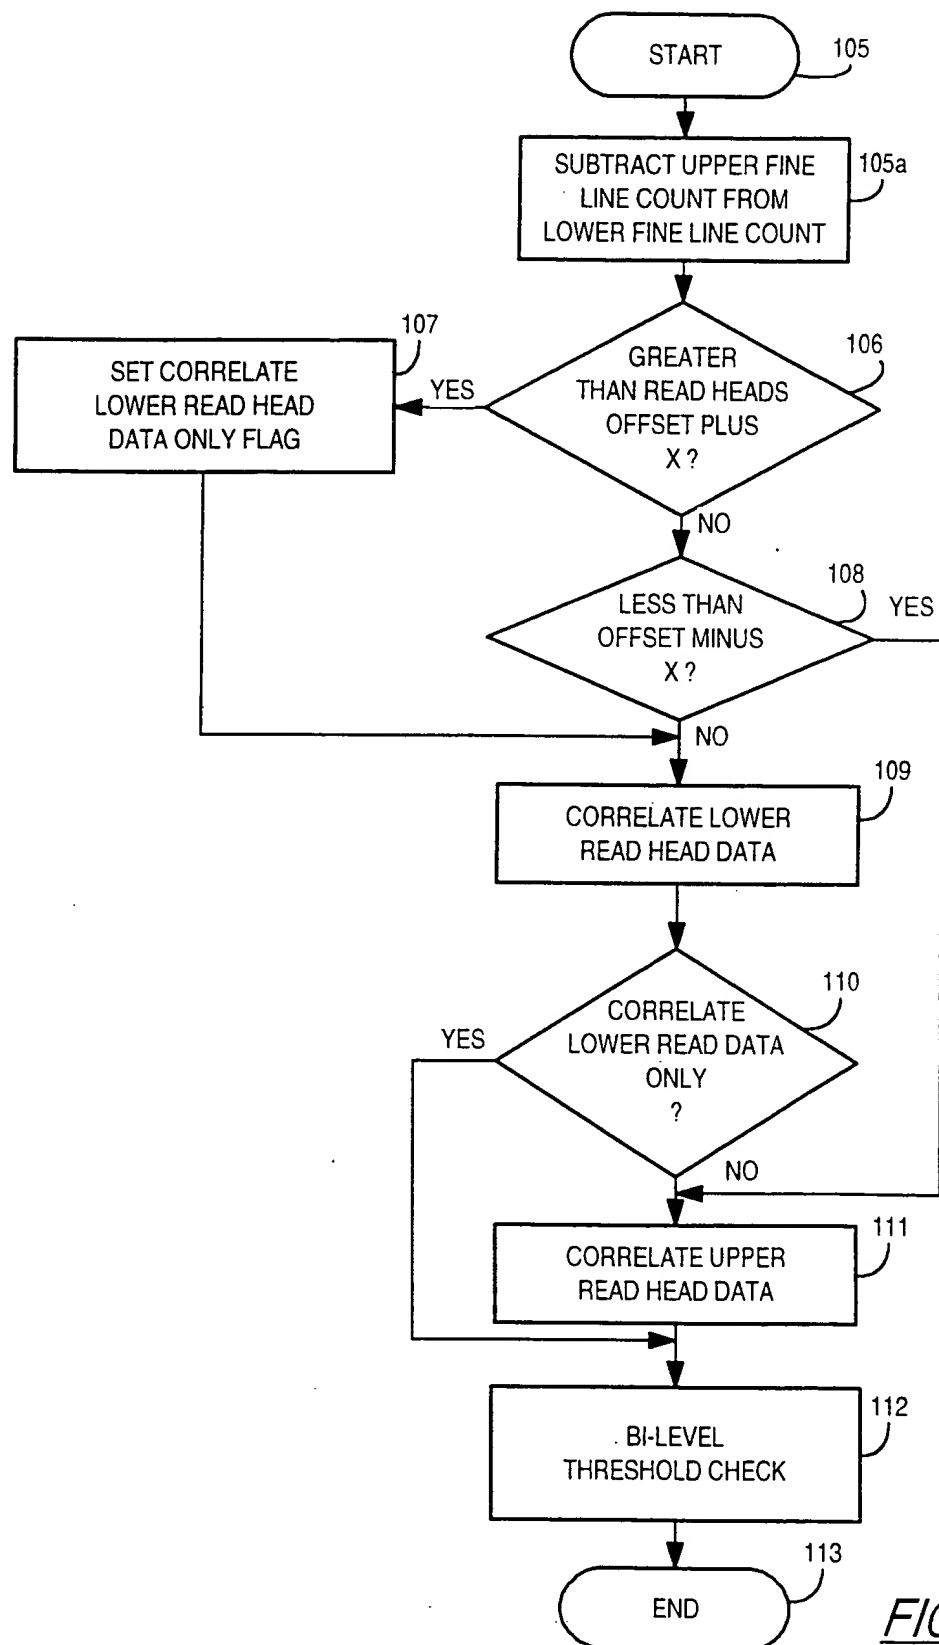 START
105
SUBTRACT UPPER FINE
LINE COUNT FROM
LOWER FINE LINE COUNT
105a
GREATER
THAN READ HEADS
OFFSET PLUS
X ?
106
YES
107
SET CORRELATE
LOWER READ HEAD
DATA ONLY FLAG
NO
LESS THAN
OFFSET MINUS
X ?
108
YES
NO
109
CORRELATE LOWER
READ HEAD DATA
110
CORRELATE
LOWER READ DATA
ONLY
?
YES
NO
111
CORRELATE UPPER
READ HEAD DATA
112
BI-LEVEL
THRESHOLD CHECK
113
END
FIG